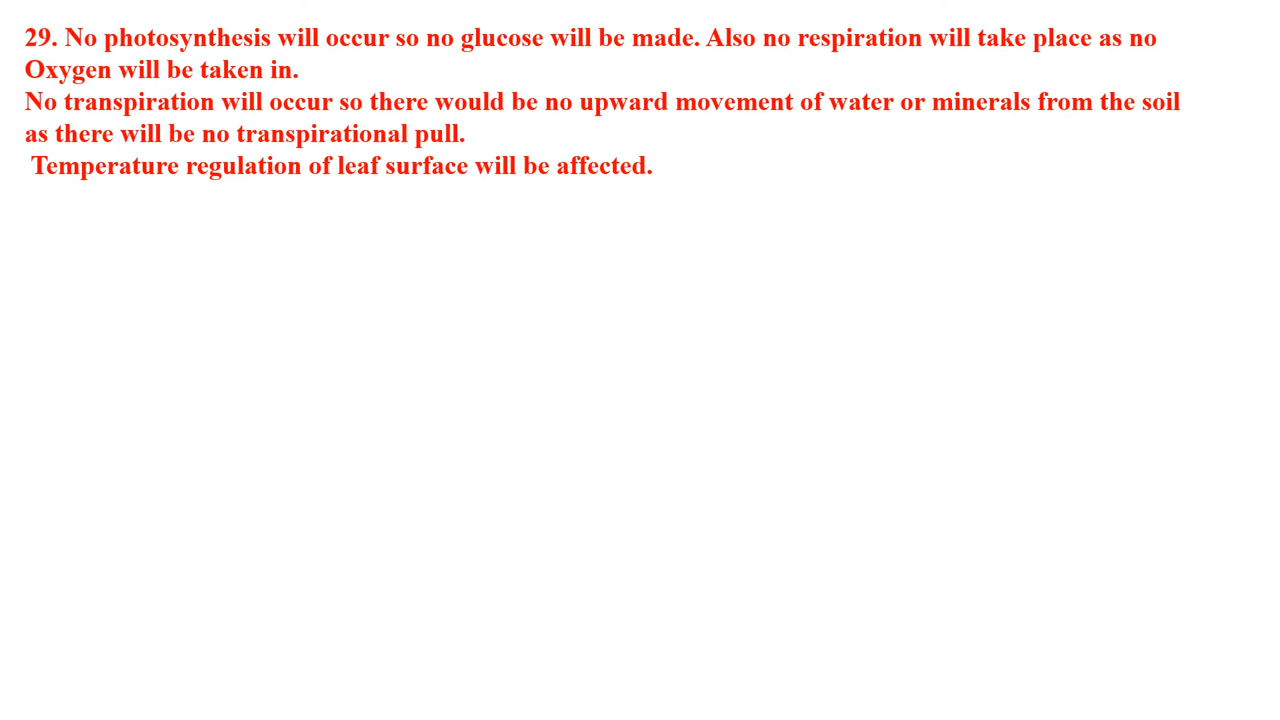 29. No photosynthesis will occur so no glucose will be made. Also no respiration will take place as no
Oxygen will be taken in.
No transpiration will occur so there would be no upward movement of water or minerals from the soil
as there will be no transpirational pull.
Temperature regulation of leaf surface will be affected.